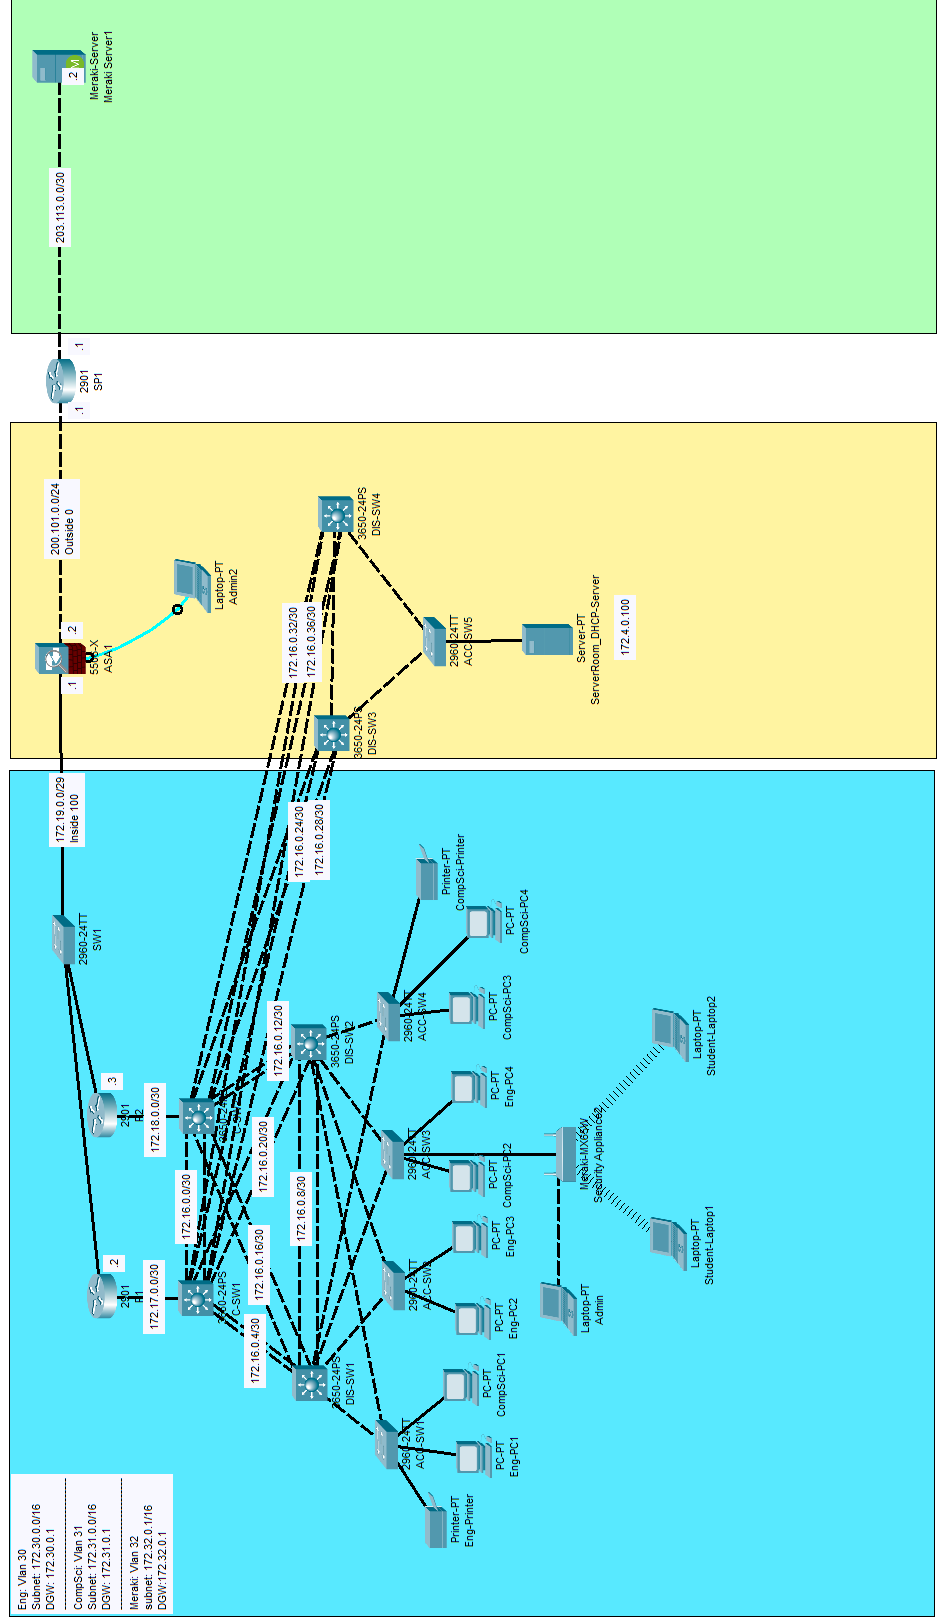 Eng: Vlan 30
Subnet: 172.30.0.0/16
DGW: 172.30.0.1
CompSci: Vlan 31
Subnet: 172.31.0.0/16
DGW: 172.31.0.1
Meraki: Vlan 32
subnet: 172.32.0.1/16
DGW:172.32.0.1
172.19.0.0/29
Inside 100
.1
.2
5506-X
ASA1
200.101.0.0/24
Outside 0
.1
2901
SP1
.1
203.113.0.0/30
.2
Meraki-Server
Meraki Server1
2960-24TT
SW1
.2
2901
R1
.3
2901
R2
172.17.0.0/30
172.18.0.0/30
Laptop-PT
Admin2
172.16.0.0/30
3650-24PS
C-SW1
172.16.0.4/30
172.16.0.16/30
172.16.0.20/30
172.16.0.12/30
172.16.0.8/30
172.16.0.24/30
172.16.0.28/30
172.16.0.32/30
172.16.0.36/30
3650-24PS
DIS-SW1
3650-24PS
DIS-SW2
3650-24PS
DIS-SW3
3650-24PS
DIS-SW4
2960-24TT
ACC-SW1
2960-24TT
2960-24TT
ACC-SW3
2960-24TT
ACC-SW4
2960-24TT
ACC-SW5
Printer-PT
Eng-Printer
PC-PT
Eng-PC1
PC-PT
CompSci-PC1
PC-PT
Eng-PC2
PC-PT
Eng-PC3
PC-PT
CompSci-PC2
PC-PT
Eng-PC4
PC-PT
CompSci-PC3
PC-PT
CompSci-PC4
Printer-PT
CompSci-Printer
Server-PT
ServerRoom_DHCP-Server
172.4.0.100
Laptop-PT
Admin
Meraki-MX65W
Security Appliance2
Laptop-PT
Student-Laptop1
Laptop-PT
Student-Laptop2